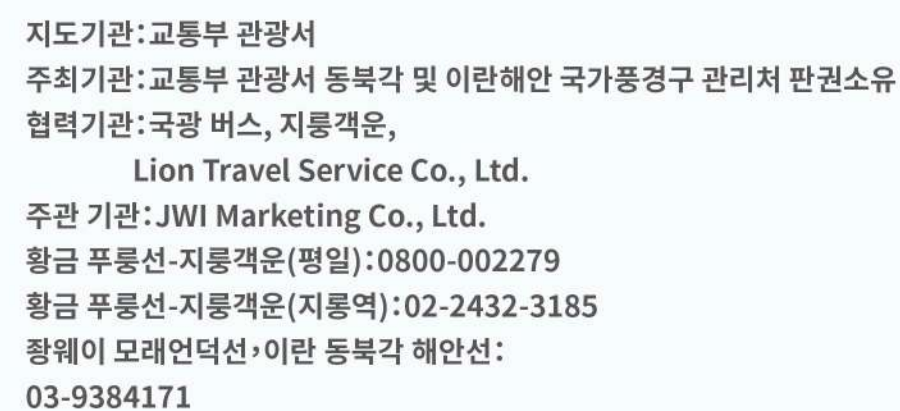 지도기관:교통부 관광서
주최기관:교통부 관광서 동북각 및 이란해안 국가풍경구 관리처 판권소유
협력기관:국광 버스, 지룽객운,
Lion Travel Service Co., Ltd.
주관 기관:JWI Marketing Co., Ltd.
황금 푸룽선-지룽객운(평일):0800-002279
황금 푸룽선-지룽객운(지롱역):02-2432-3185
좡웨이 모래언덕선,이란 동북각 해안선:
03-9384171